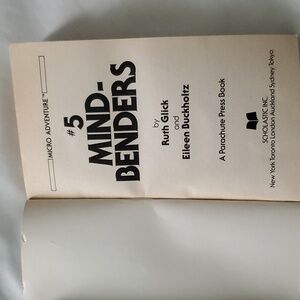 MICRO ADVENTURE™
#5
MIND-
BENDERS
by
Ruth Glick
and
Eileen Buckholtz
A Parachute Press Book
SCHOLASTIC INC.
New York Toronto London Auckland Sydney Tokyo